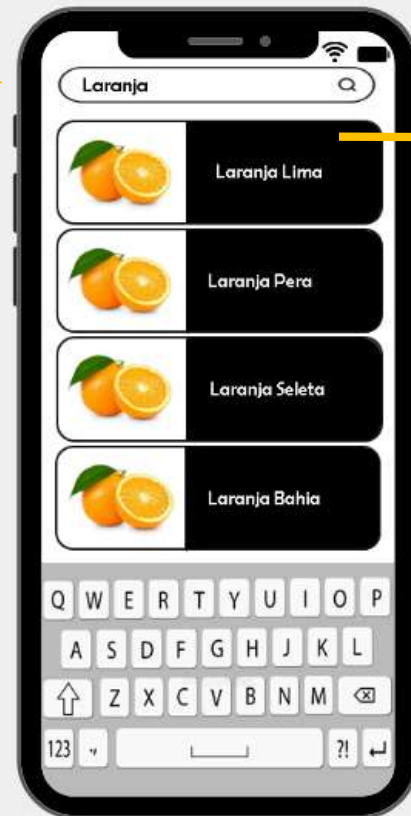 Laranja
Laranja Lima
Laranja Pera
Laranja Seleta
Laranja Bahia
Q W E R T Y U I O P
A S D F G H J K L
Z X C V B N M
123 ., ?!